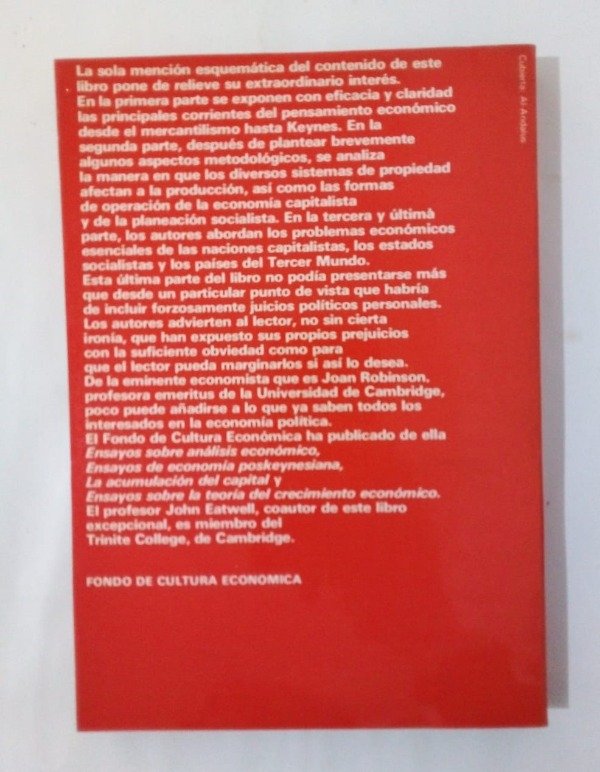 La sola mención esquemática del contenido de este
libro pone de relieve su extraordinario interés.
En la primera parte se exponen con eficacia y claridad
las principales corrientes del pensamiento económico
desde el mercantilismo hasta Keynes. En la
segunda parte, después de plantear brevemente
algunos aspectos metodológicos, se analiza
la manera en que los diversos sistemas de propiedad
afectan a la producción, así como las formas
de operación de la economía capitalista
y de la planeación socialista. En la tercera y última
parte, los autores abordan los problemas económicos
esenciales de las naciones capitalistas, los estados
socialistas y los países del Tercer Mundo.
Esta última parte del libro no podía presentarse más
que desde un particular punto de vista que habría
de incluir forzosamente juicios políticos personales.
Los autores advierten al lector, no sin cierta
ironía, que han expuesto sus propios prejuicios
con la suficiente obviedad como para
que el lector pueda marginarlos si así lo desea.
De la eminente economista que es Joan Robinson,
profesora emeritus de la Universidad de Cambridge,
poco puede añadirse a lo que ya saben todos los
interesados en la economía política.
El Fondo de Cultura Económica ha publicado de ella
Ensayos sobre análisis económico,
Ensayos de economía poskeynesiana,
La acumulación del capital y
Ensayos sobre la teoría del crecimiento económico.
El profesor John Eatwell, coautor de este libro
excepcional, es miembro del
Trinite College, de Cambridge.
FONDO DE CULTURA ECONOMICA
Cubierta: A/ Andalus